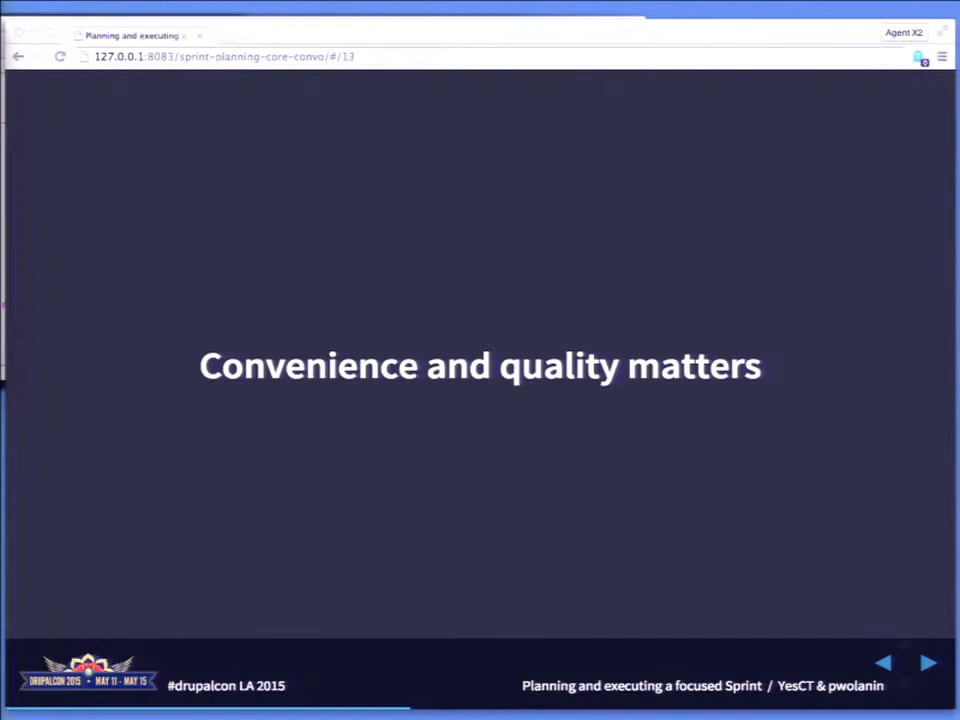 Planning and executing a
Agent X2
127.0.0.1:8083/sprint-planning-core-convo/#/13
Convenience and quality matters
DRUPALCON 2015 • MAY 11 - MAY 15
#drupalcon LA 2015
Planning and executing a focused Sprint / YesCT & pwolanin